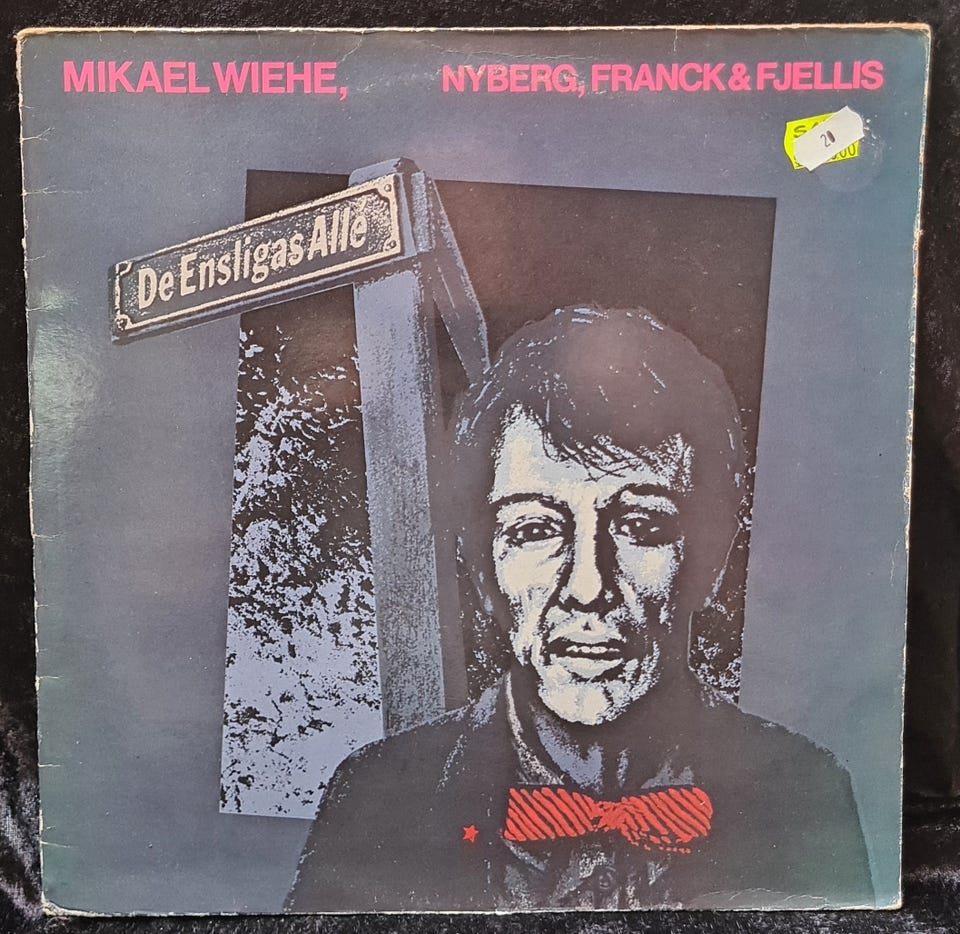 MIKAEL WIEHE, NYBERG, FRANCK & FJELLIS
20
De Ensligas Allé